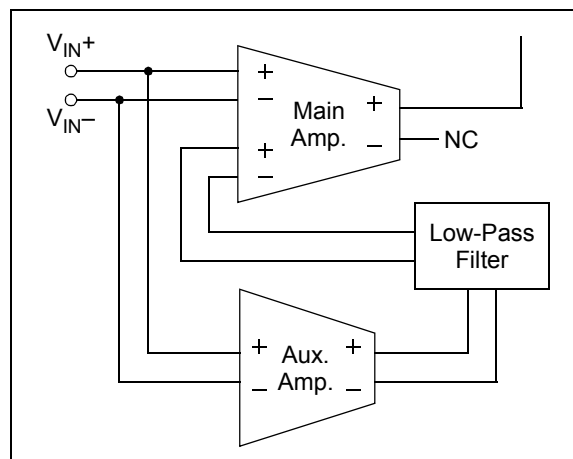 V_IN+
V_IN–
+
–
+
–
Main
Amp.
+
–
NC
Low-Pass
Filter
+
–
Aux.
Amp.
+
–